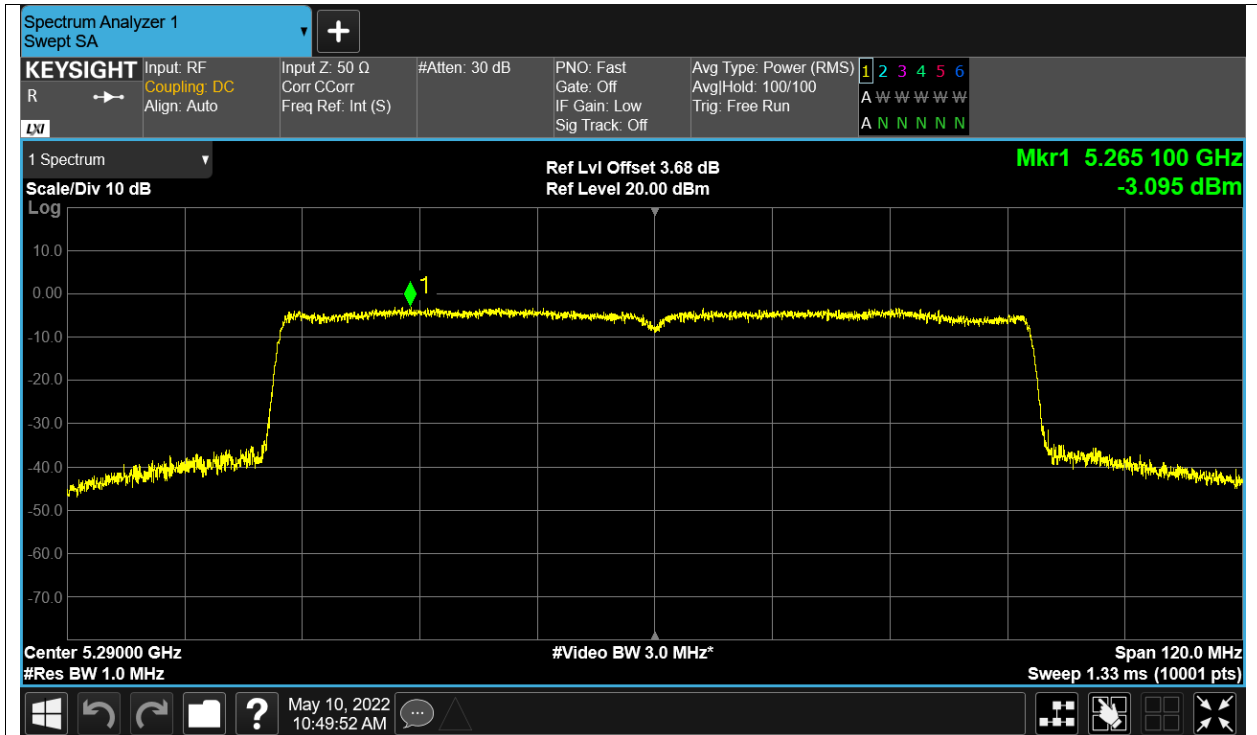 Spectrum Analyzer 1
Swept SA
KEYSIGHT
R
LXI
Input: RF
Coupling: DC
Align: Auto
Input Z: 50 Ω
Corr CCorr
Freq Ref: Int (S)
#Atten: 30 dB
PNO: Fast
Gate: Off
IF Gain: Low
Sig Track: Off
Avg Type: Power (RMS)
Avg|Hold: 100/100
Trig: Free Run
1 2 3 4 5 6
A W W W W W
A N N N N N
1 Spectrum
Scale/Div 10 dB
Log
Ref Lvl Offset 3.68 dB
Ref Level 20.00 dBm
Mkr1 5.265 100 GHz
-3.095 dBm
10.0
0.00
-10.0
-20.0
-30.0
-40.0
-50.0
-60.0
-70.0
1
Center 5.29000 GHz
#Res BW 1.0 MHz
#Video BW 3.0 MHz*
Span 120.0 MHz
Sweep 1.33 ms (10001 pts)
?
May 10, 2022
10:49:52 AM